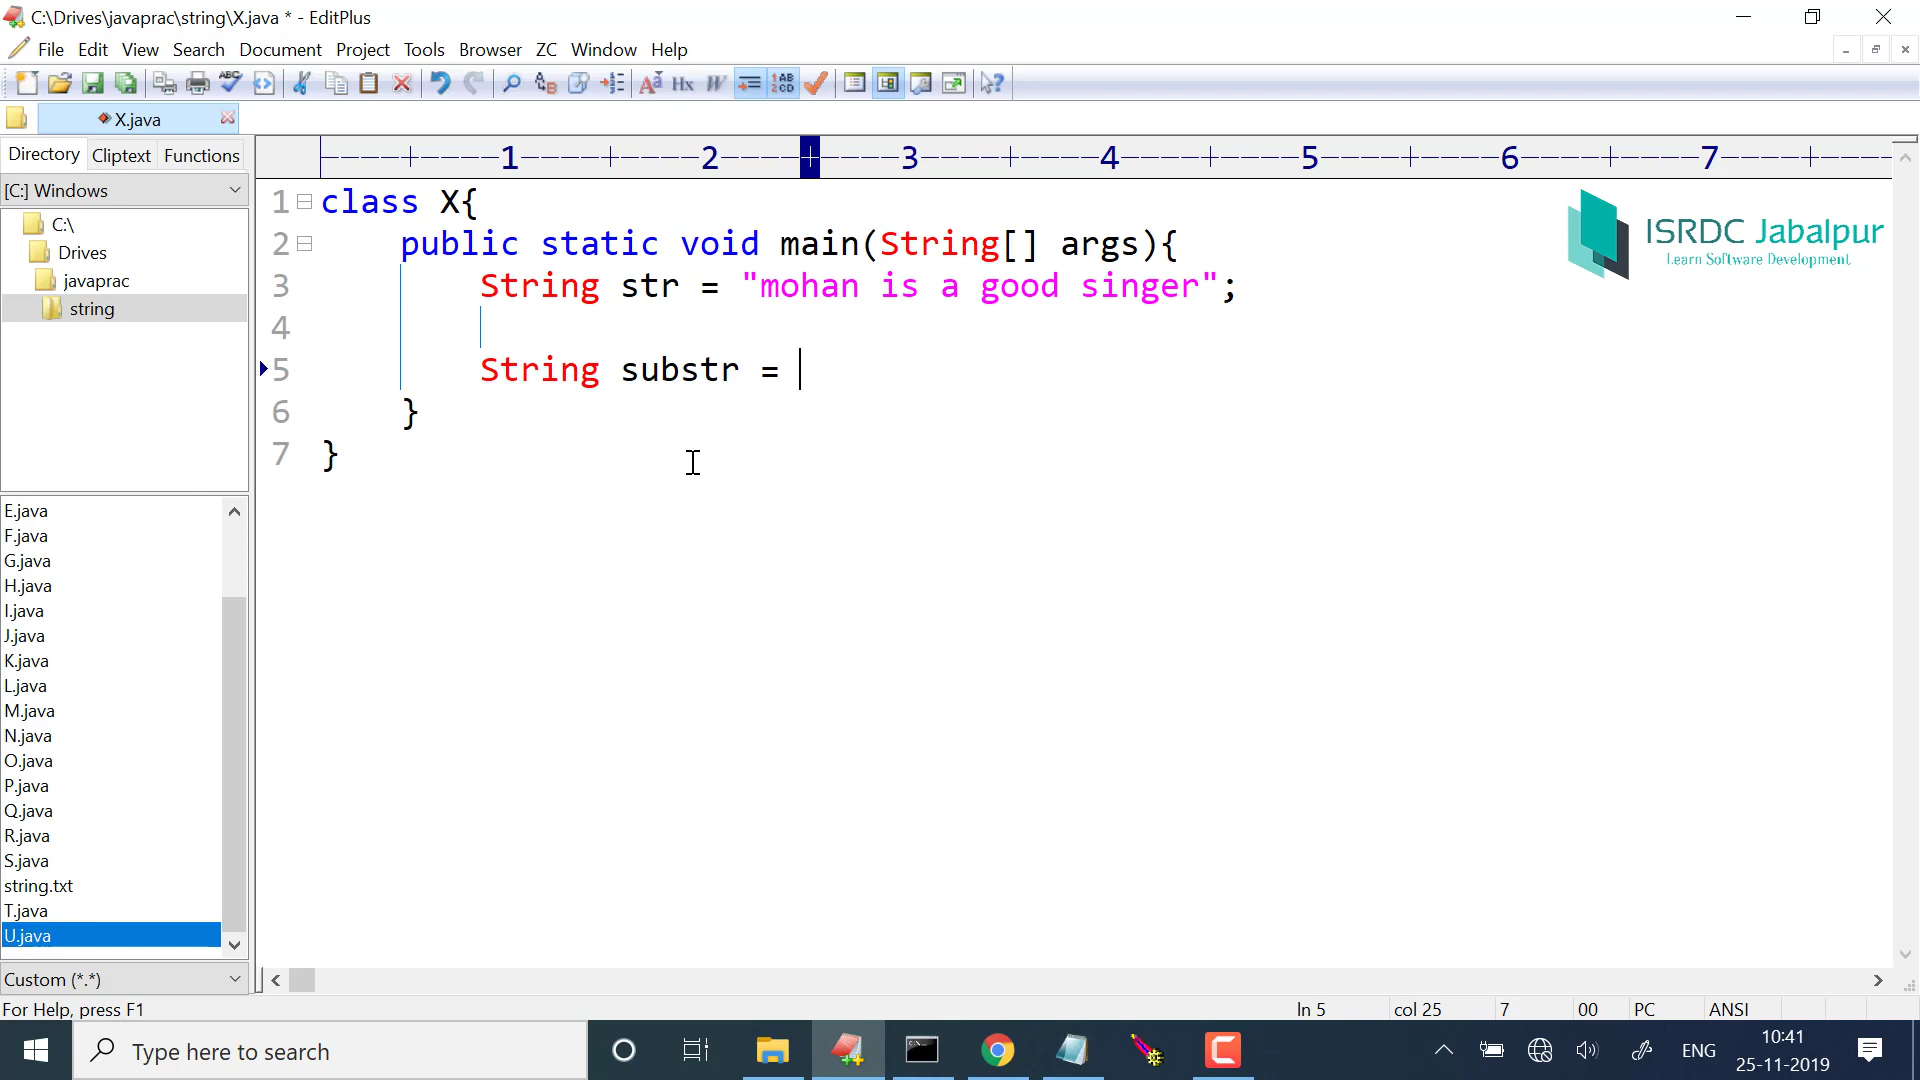 C:\Drives\javaprac\string\X.java * - EditPlus
File Edit View Search Document Project Tools Browser ZC Window Help
X.java
Directory Cliptext Functions
[C:] Windows
C:\
Drives
javaprac
string
E.java
F.java
G.java
H.java
I.java
J.java
K.java
L.java
M.java
N.java
O.java
P.java
Q.java
R.java
S.java
string.txt
T.java
U.java
Custom (*.*)
----+----1----+----2----+----3----+----4----+----5----+----6----+----7----+---
1 class X{
2 public static void main(String[] args){
3 String str = "mohan is a good singer";
4
5 String substr =
6 }
7 }
ISRDC Jabalpur
Learn Software Development
For Help, press F1 ln 5 col 25 7 00 PC ANSI
Type here to search
ENG
10:41
25-11-2019